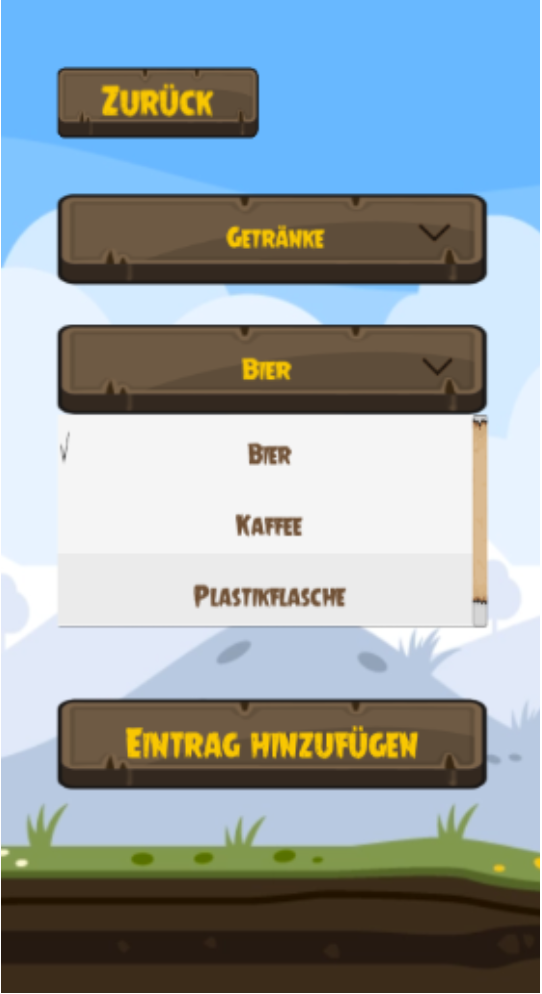 Zurück
Getränke
Bier
Bier
Kaffee
Plastikflasche
Eintrag hinzufügen